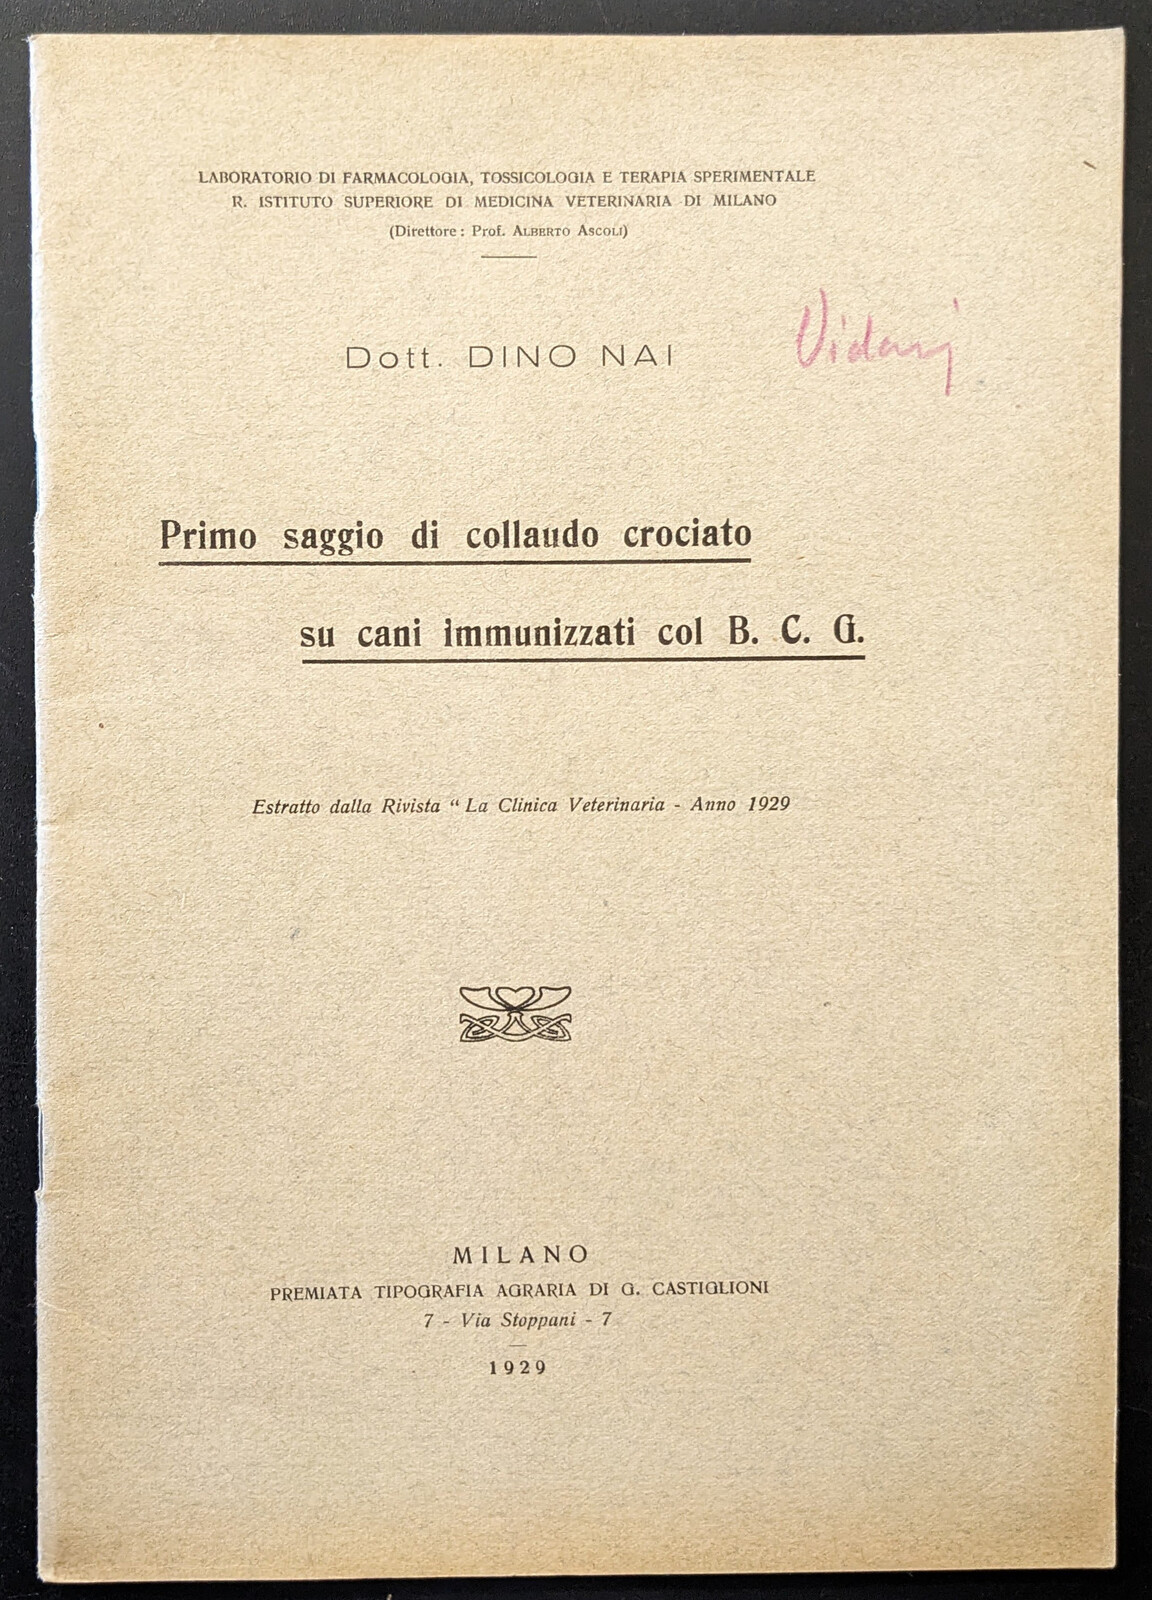 LABORATORIO DI FARMACOLOGIA, TOSSICOLOGIA E TERAPIA SPERIMENTALE
R. ISTITUTO SUPERIORE DI MEDICINA VETERINARIA DI MILANO
(Direttore : Prof. ALBERTO ASCOLI)
Dott. DINO NAI
Primo saggio di collaudo crociato
su cani immunizzati col B. C. G.
Estratto dalla Rivista “ La Clinica Veterinaria - Anno 1929
MILANO
PREMIATA TIPOGRAFIA AGRARIA DI G. CASTIGLIONI
7 - Via Stoppani - 7
1929